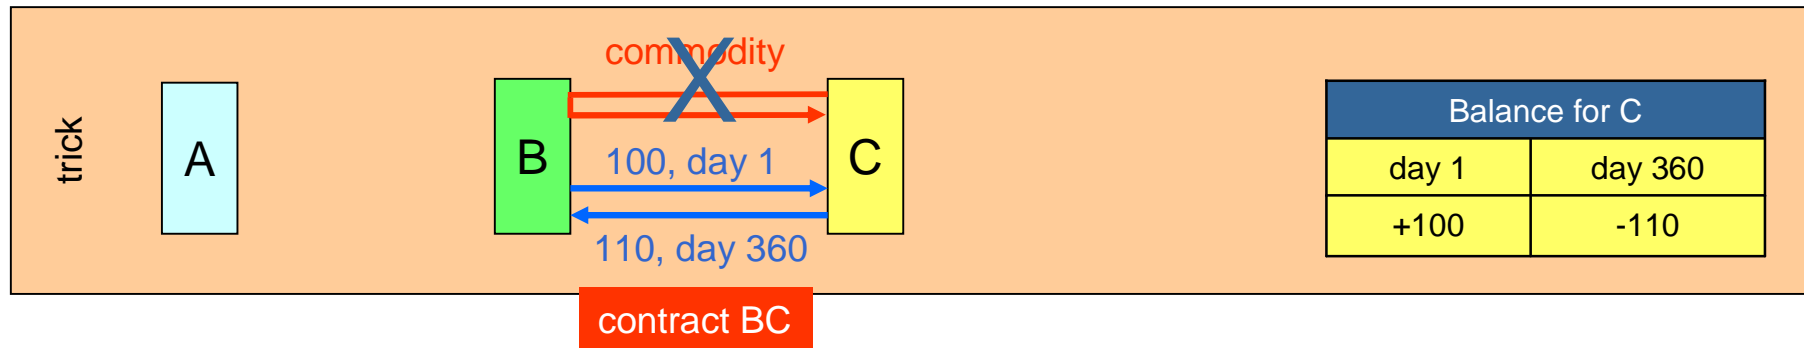 trick
A
commodity
X
B
100, day 1
C
110, day 360
contract BC
Balance for C
day 1 day 360
+100 -110